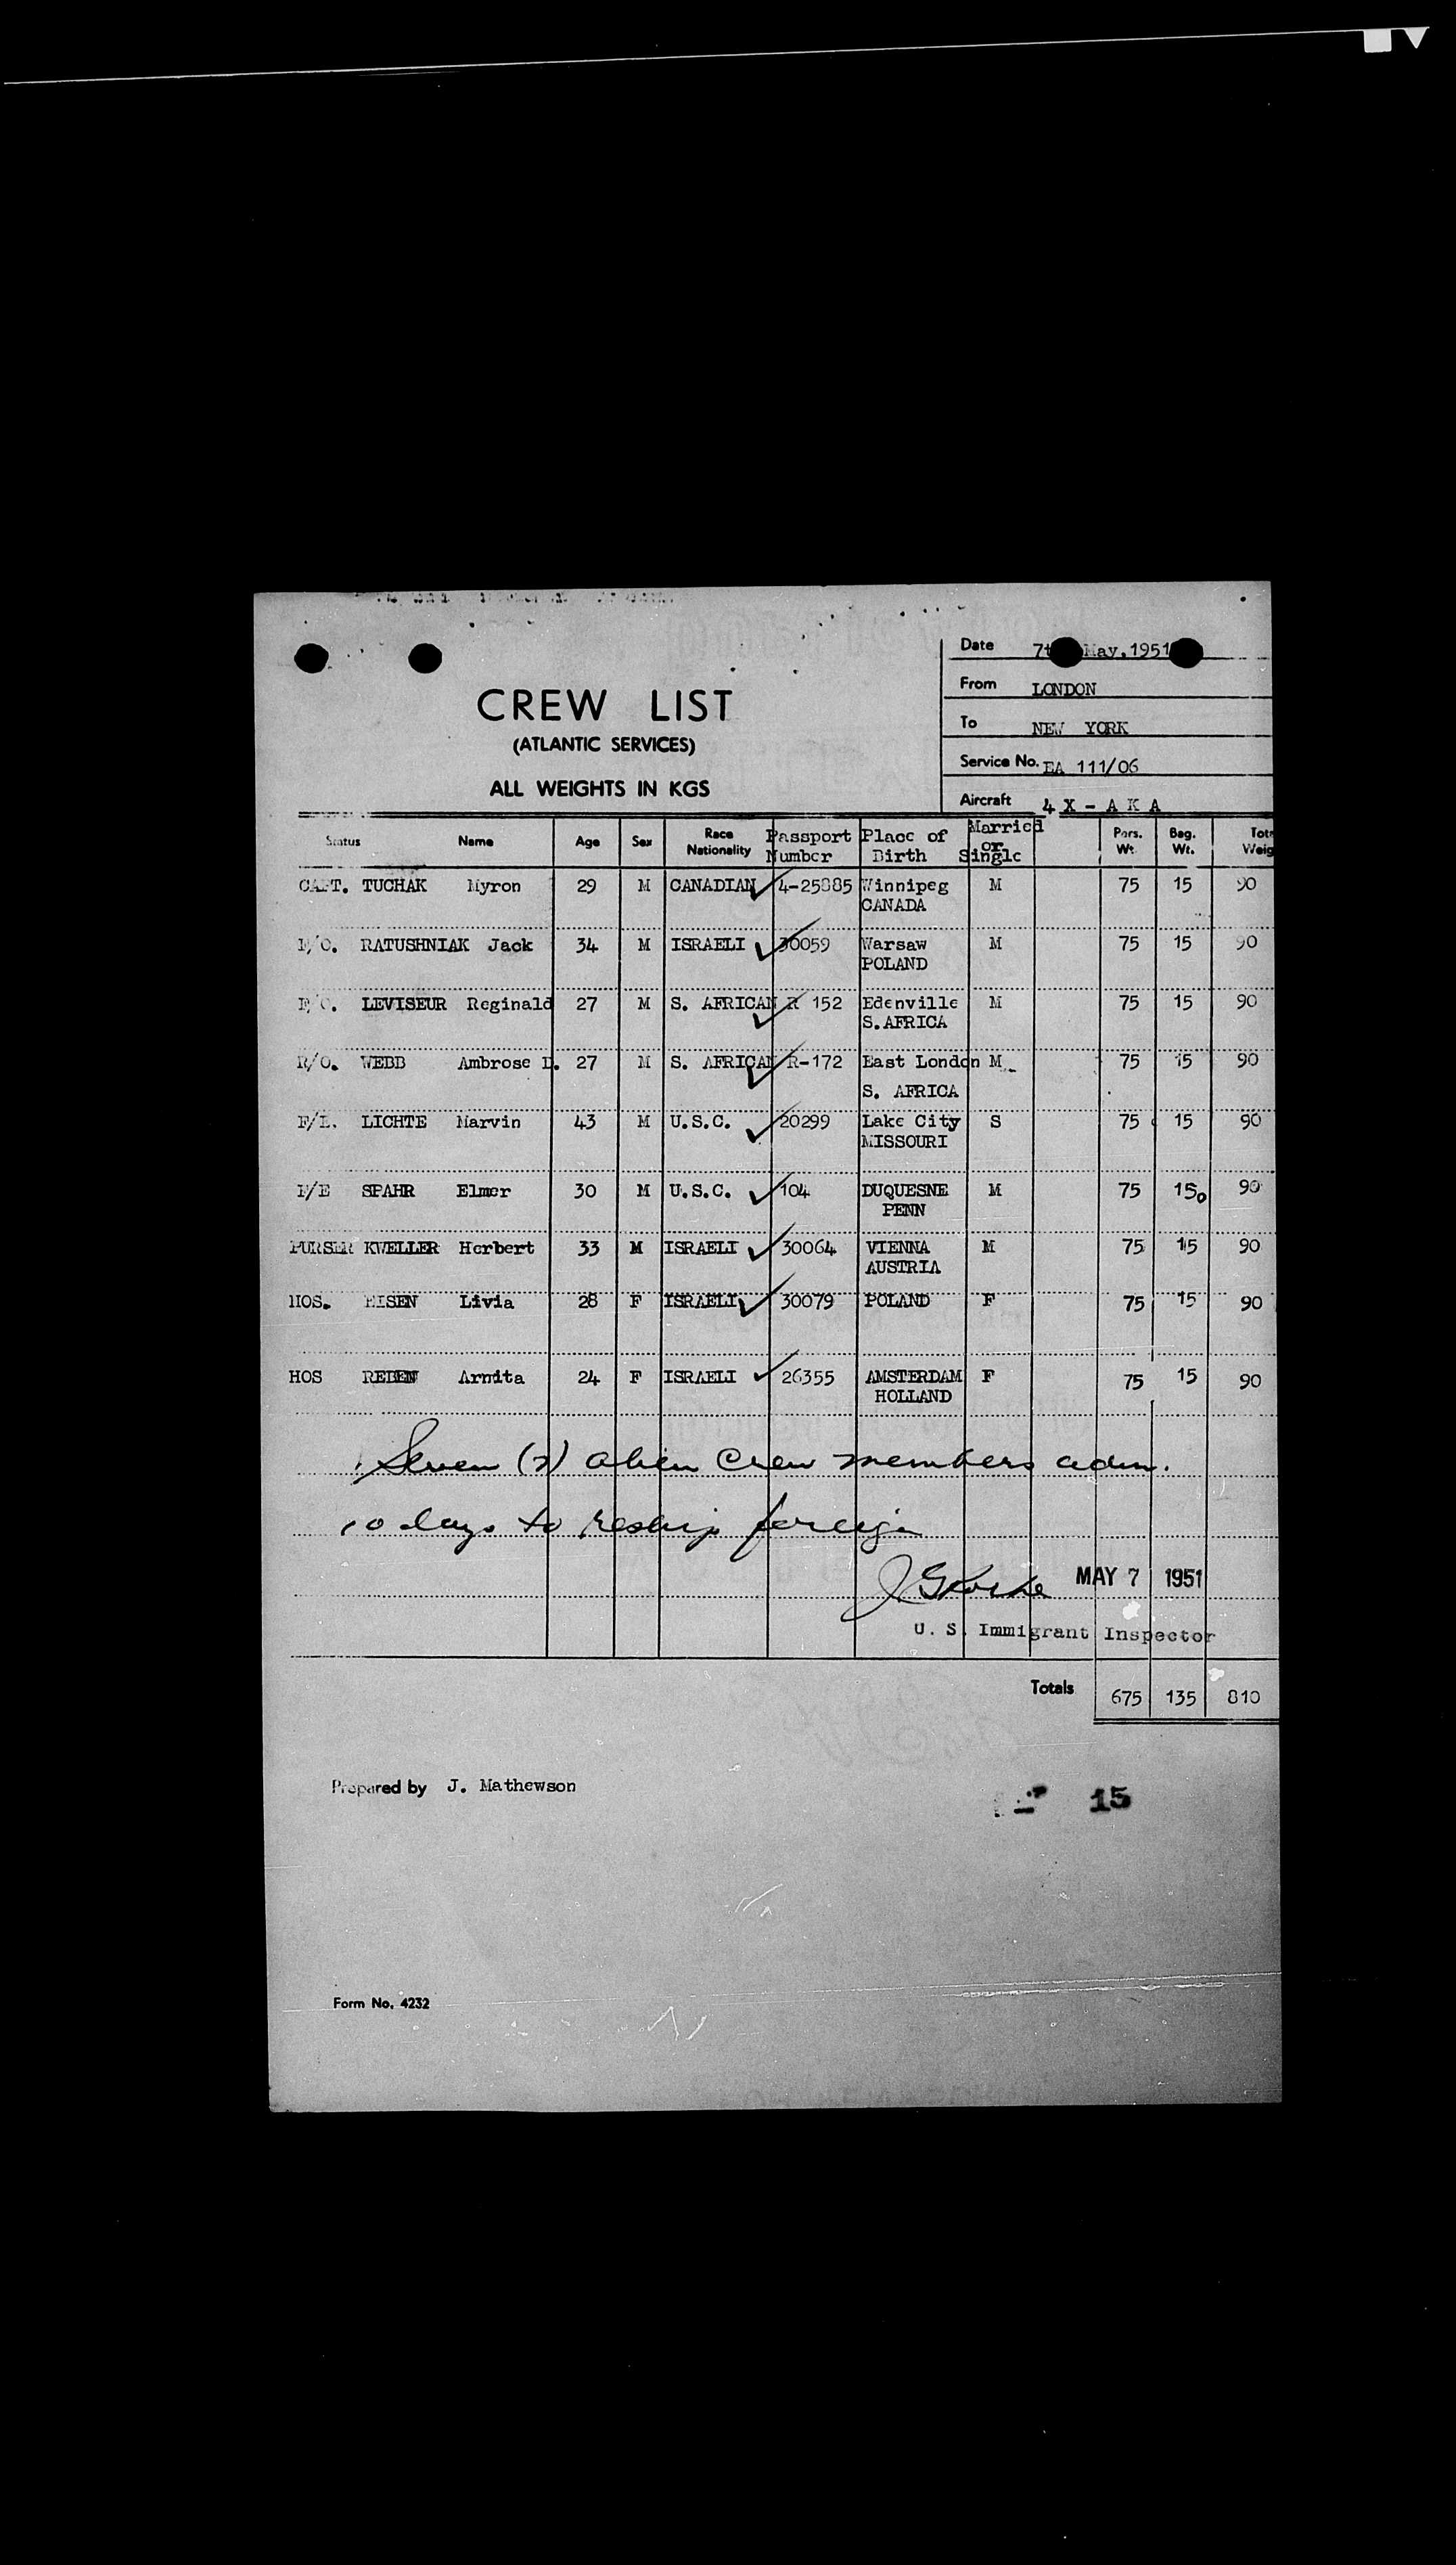 Date 7th May, 1951
From LONDON
To NEW YORK
Service No. EA 111/06
Aircraft 4 X - A K A
CREW LIST
(ATLANTIC SERVICES)
ALL WEIGHTS IN KGS
Status Name Age Sex Race Nationality Passport Number Place of Birth Married or Single Pers. Wt. Bag. Wt.
CAPT. TUCHAK Myron 29 M CANADIAN 4-25885 Winnipeg M 75 15 90
CANADA
F/O. RATUSHNIAK Jack 34 M ISRAELI 30059 Warsaw M 75 15 90
POLAND
LEVISEUR Reginald 27 M S. AFRICAN R 152 Edenville M 75 15 90
S.AFRICA
R/O. WEBB Ambrose D. 27 M S. AFRICAN R-172 East London M 75 15 90
S. AFRICA
LICHTE Marvin 43 M U.S.C. 20299 Lake City S 75 15 90
MISSOURI
F/E SPAHR Elmer 30 M U.S.C. 104 DUQUESNE M 75 15 90
PENN
PURSER KWELLER Herbert 33 M ISRAELI 30064 VIENNA M 75 15 90
AUSTRIA
HOS. EISEN Livia 28 F ISRAELI 30079 POLAND F 75 15 90
HOS Arnita 24 F ISRAELI 26355 AMSTERDAM F 75 15 90
HOLLAND
Seven (7) alien crew members adm.
10 days to reship foreign
MAY 7 1951
U. S. Immigrant Inspector
Totals 675 135 810
Prepared by J. Mathewson
15
Form No. 4232